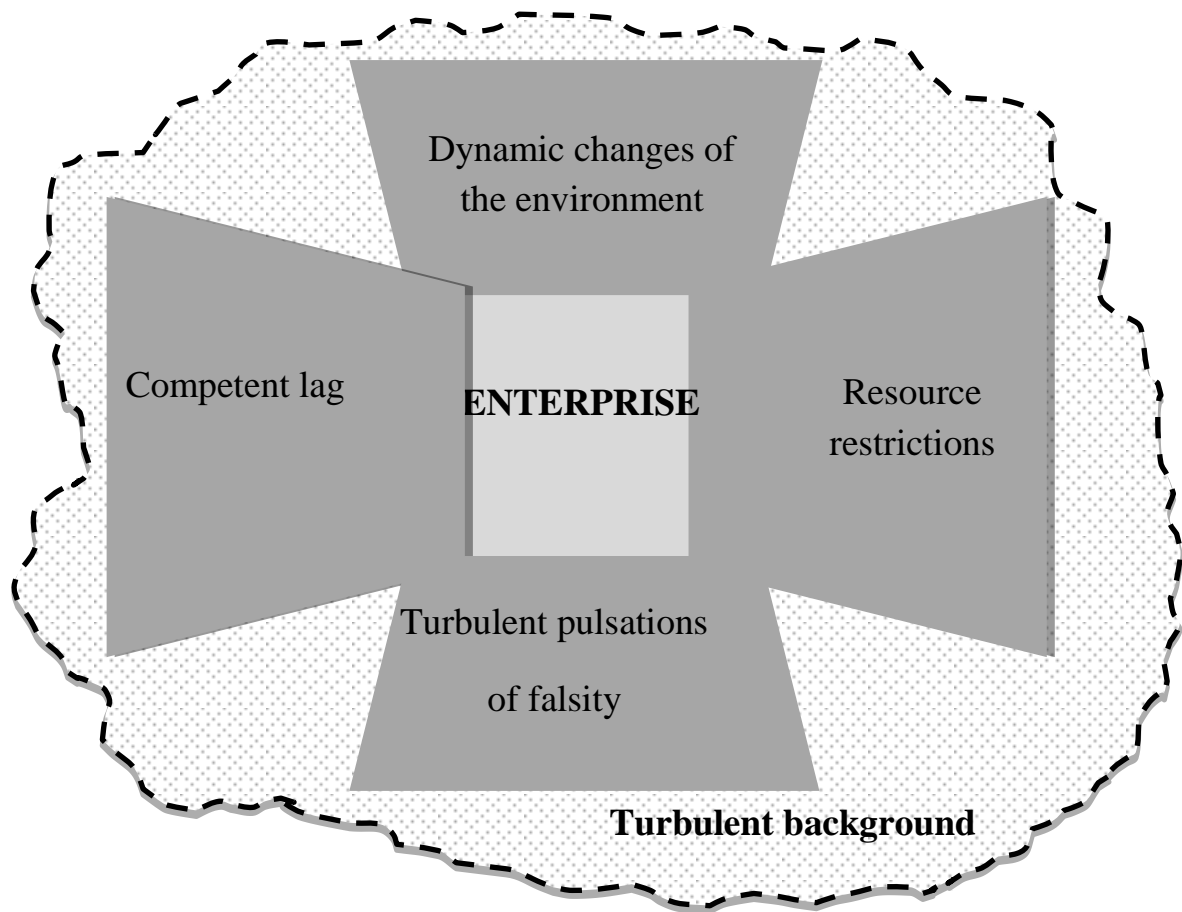 Dynamic changes of
the environment
Competent lag
ENTERPRISE
Resource
restrictions
Turbulent pulsations
of falsity
Turbulent background